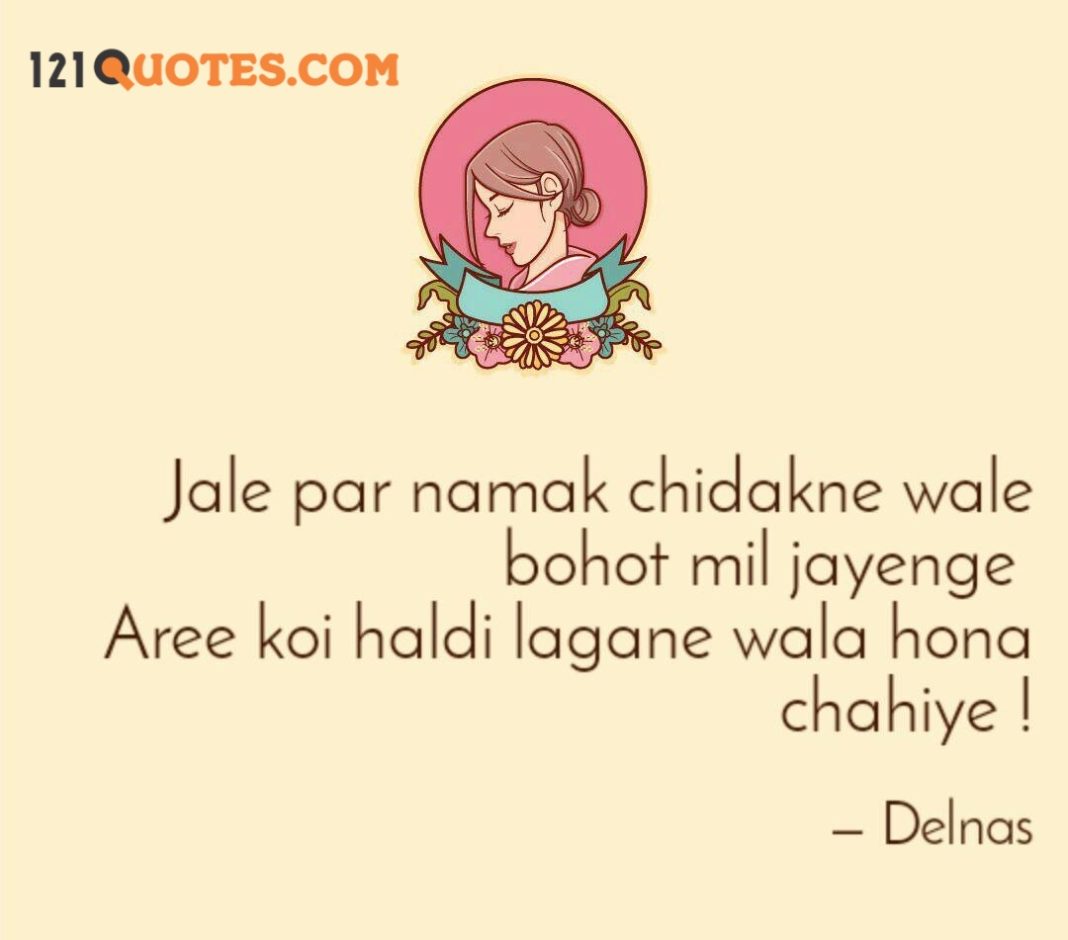 121QUOTES.COM
Jale par namak chidakne wale
bohot mil jayenge
Aree koi haldi lagane wala hona
chahiye !
– Delnas